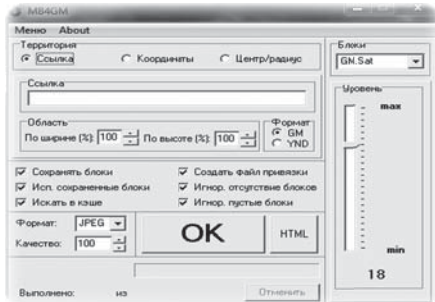 M84GM
Меню About
Территория
Ссылка Координаты Центр/радиус
Ссылка
Область
По ширине (%): 100 По высоте (%): 100
Формат
GM
YND
Сохранять блоки Создать файл привязки
Исп. сохраненные блоки Игнор. отсутствие блоков
Искать в кэше Игнор. пустые блоки
Формат: JPEG
Качество: 100
OK
HTML
Выполнено: из
Отменить
Блоки
GN.Sat
Уровень
max
min
18